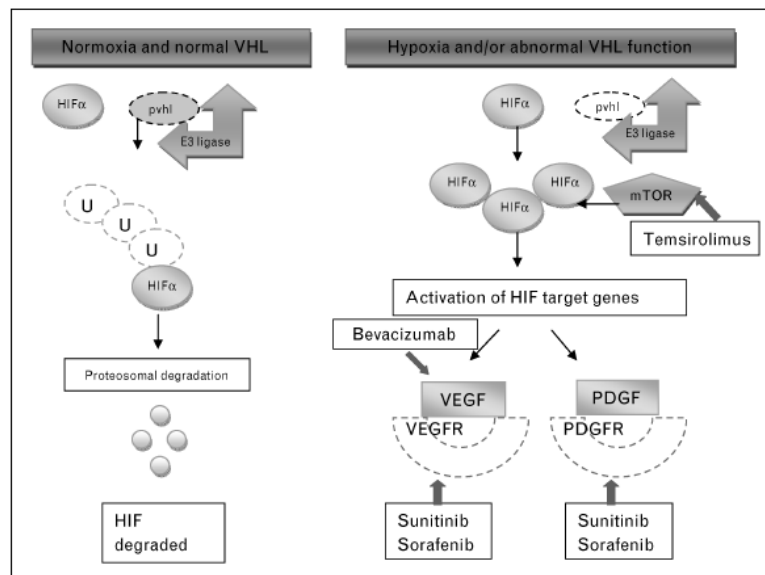 Normoxia and normal VHL
HIFα
pvhl
E3 ligase
U
U
U
HIFα
Proteosomal degradation
HIF
degraded
Hypoxia and/or abnormal VHL function
HIFα
pvhl
E3 ligase
HIFα
HIFα
HIFα
mTOR
Temsirolimus
Activation of HIF target genes
Bevacizumab
VEGF
VEGFR
PDGF
PDGFR
Sunitinib
Sorafenib
Sunitinib
Sorafenib